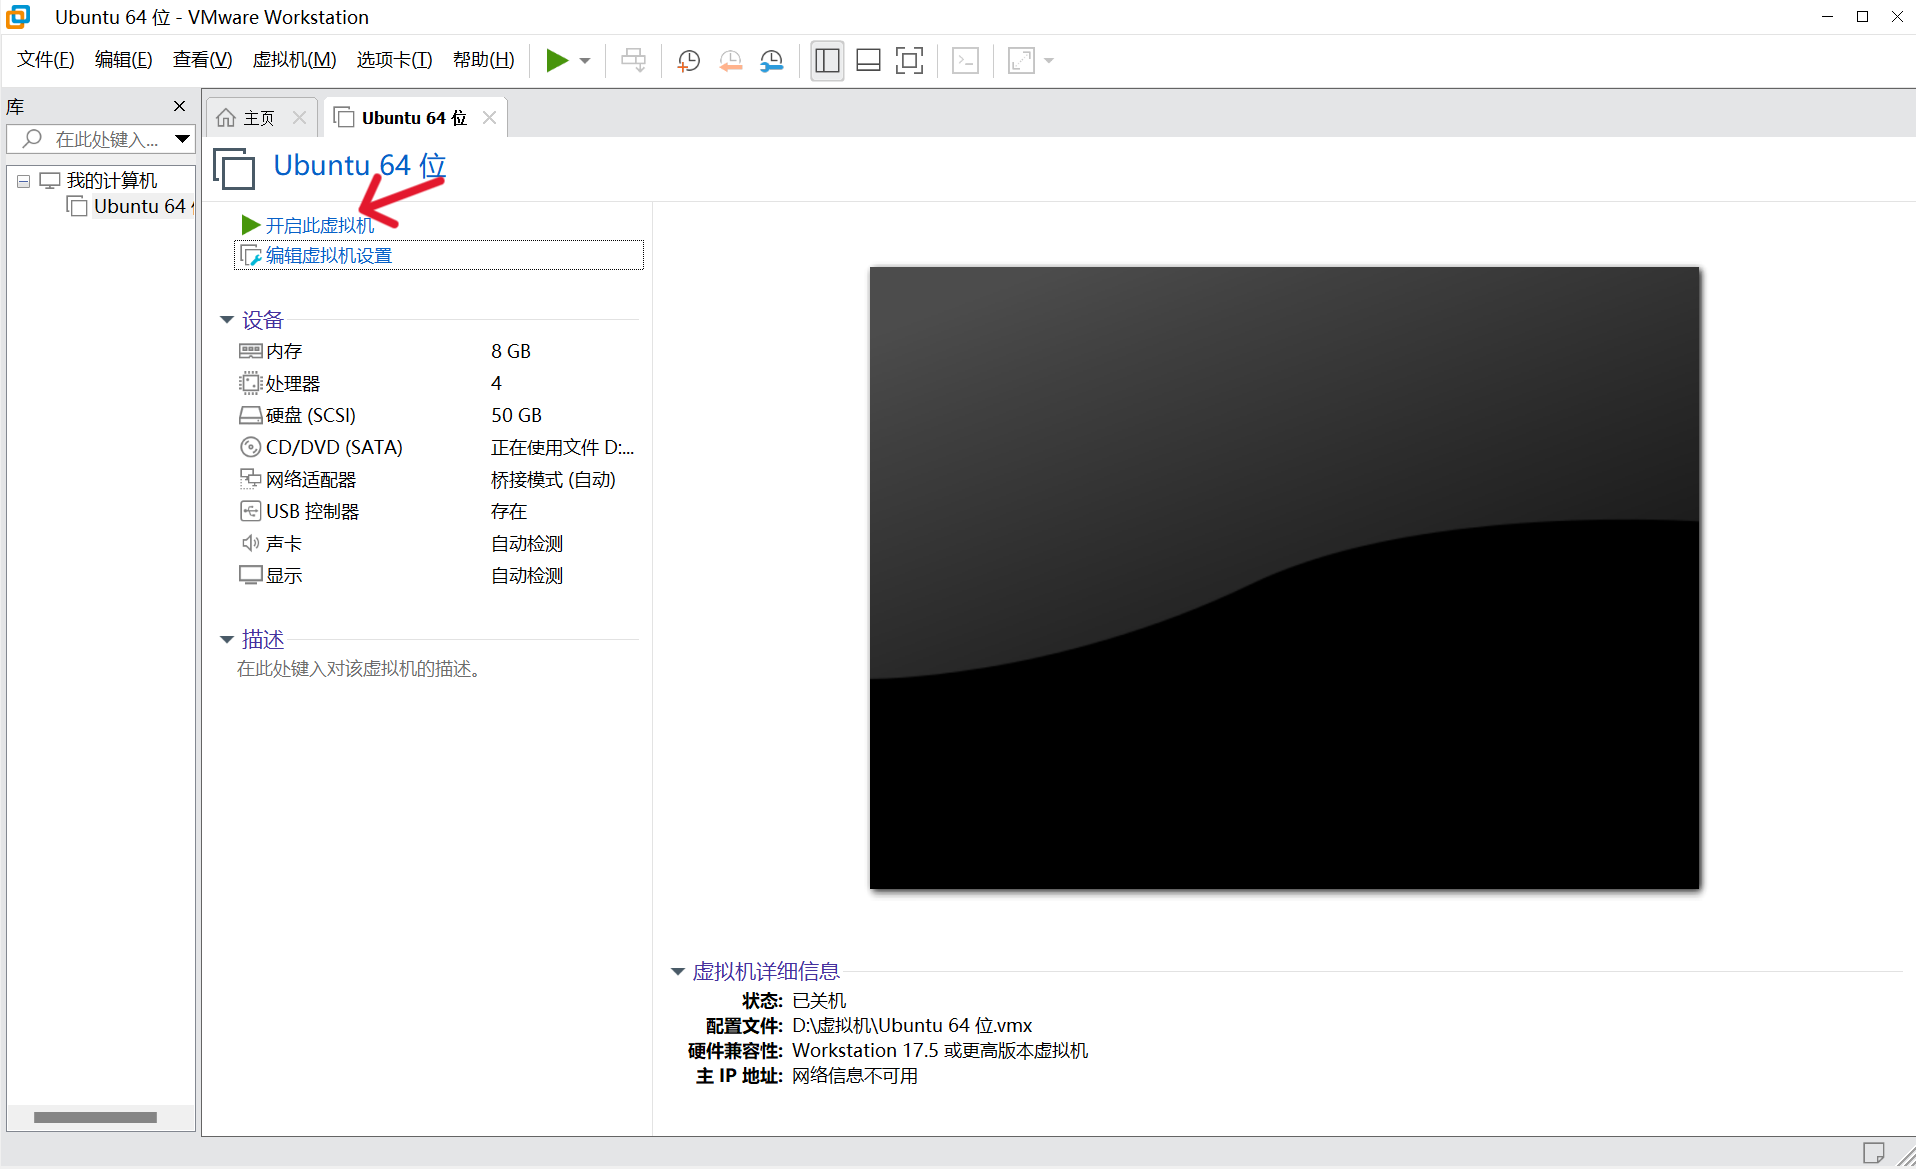 Ubuntu 64 位 - VMware Workstation
文件(F) 编辑(E) 查看(V) 虚拟机(M) 选项卡(T) 帮助(H)
库
在此处键入...
我的计算机
Ubuntu 64
主页
Ubuntu 64 位
Ubuntu 64 位
开启此虚拟机
编辑虚拟机设置
设备
内存 8 GB
处理器 4
硬盘 (SCSI) 50 GB
CD/DVD (SATA) 正在使用文件 D:...
网络适配器 桥接模式 (自动)
USB 控制器 存在
声卡 自动检测
显示 自动检测
描述
在此处键入对该虚拟机的描述。
虚拟机详细信息
状态: 已关机
配置文件: D:\虚拟机\Ubuntu 64 位.vmx
硬件兼容性: Workstation 17.5 或更高版本虚拟机
主 IP 地址: 网络信息不可用